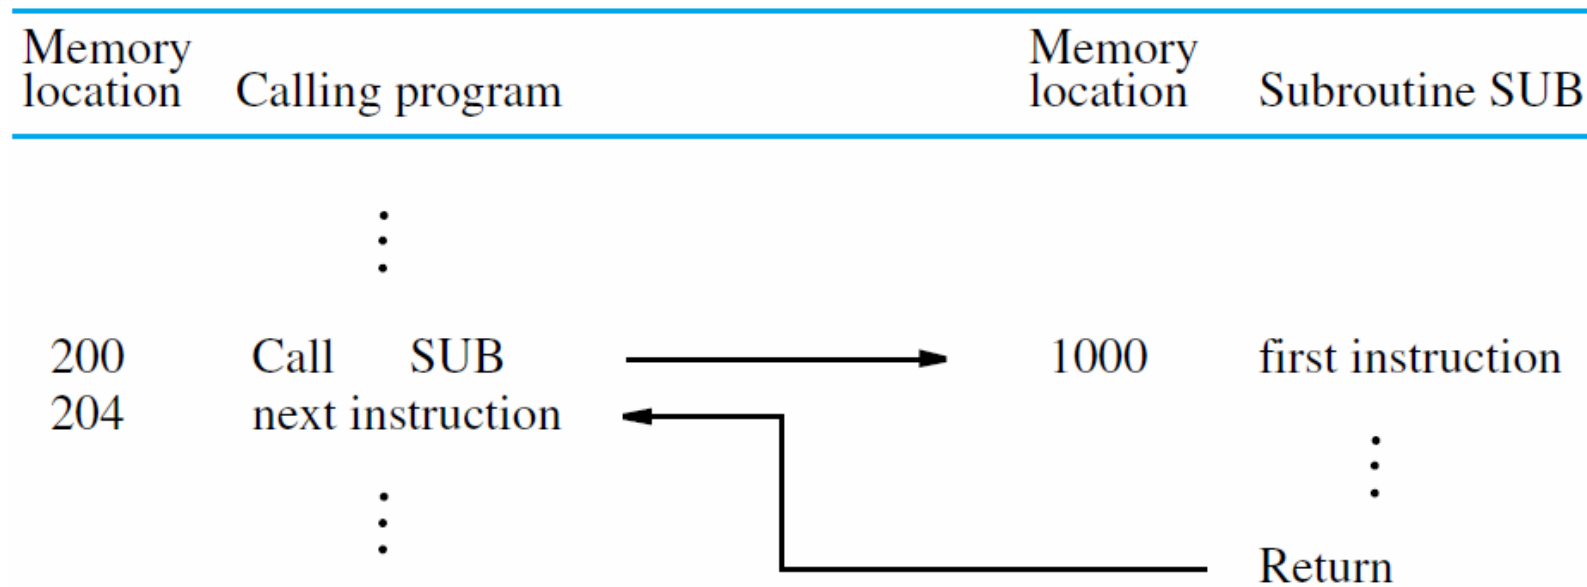 Memory location Calling program Memory location Subroutine SUB
200 Call SUB 1000 first instruction
204 next instruction
Return